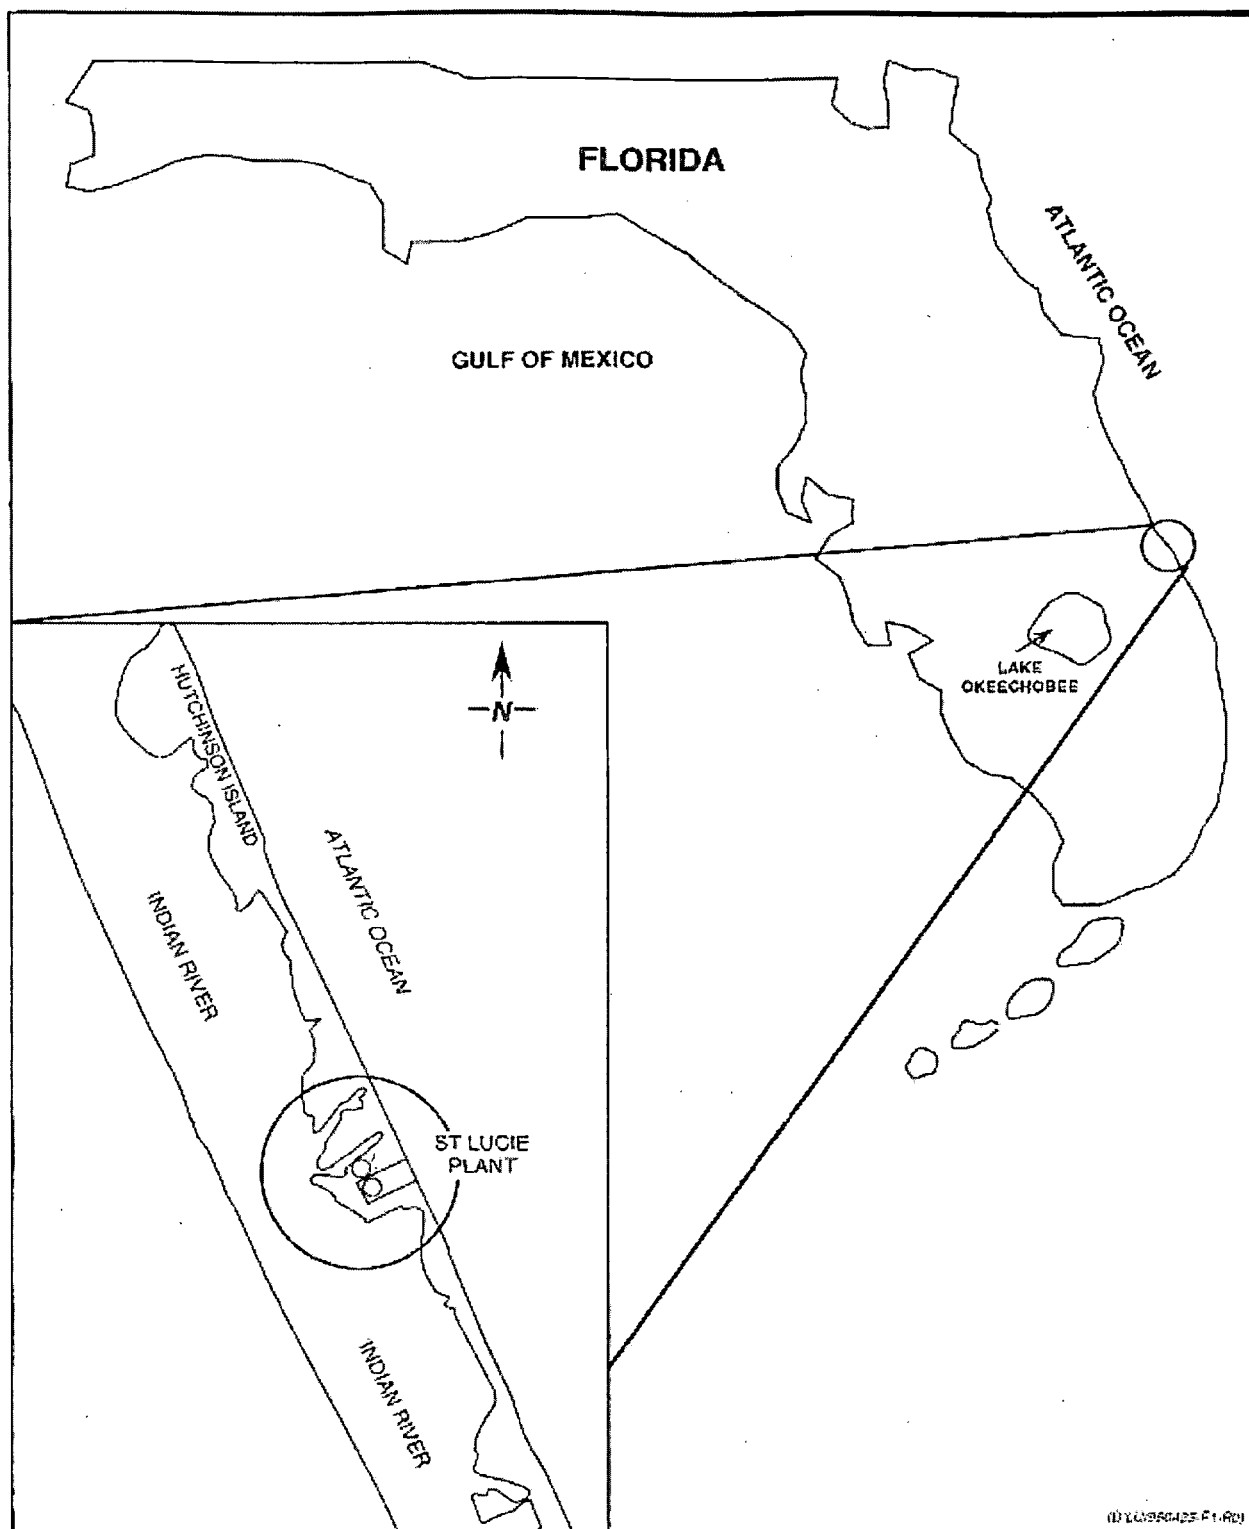 FLORIDA
ATLANTIC OCEAN
GULF OF MEXICO
LAKE
OKEECHOBEE
N
HUTCHINSON ISLAND
ATLANTIC OCEAN
INDIAN RIVER
ST LUCIE
PLANT
INDIAN RIVER